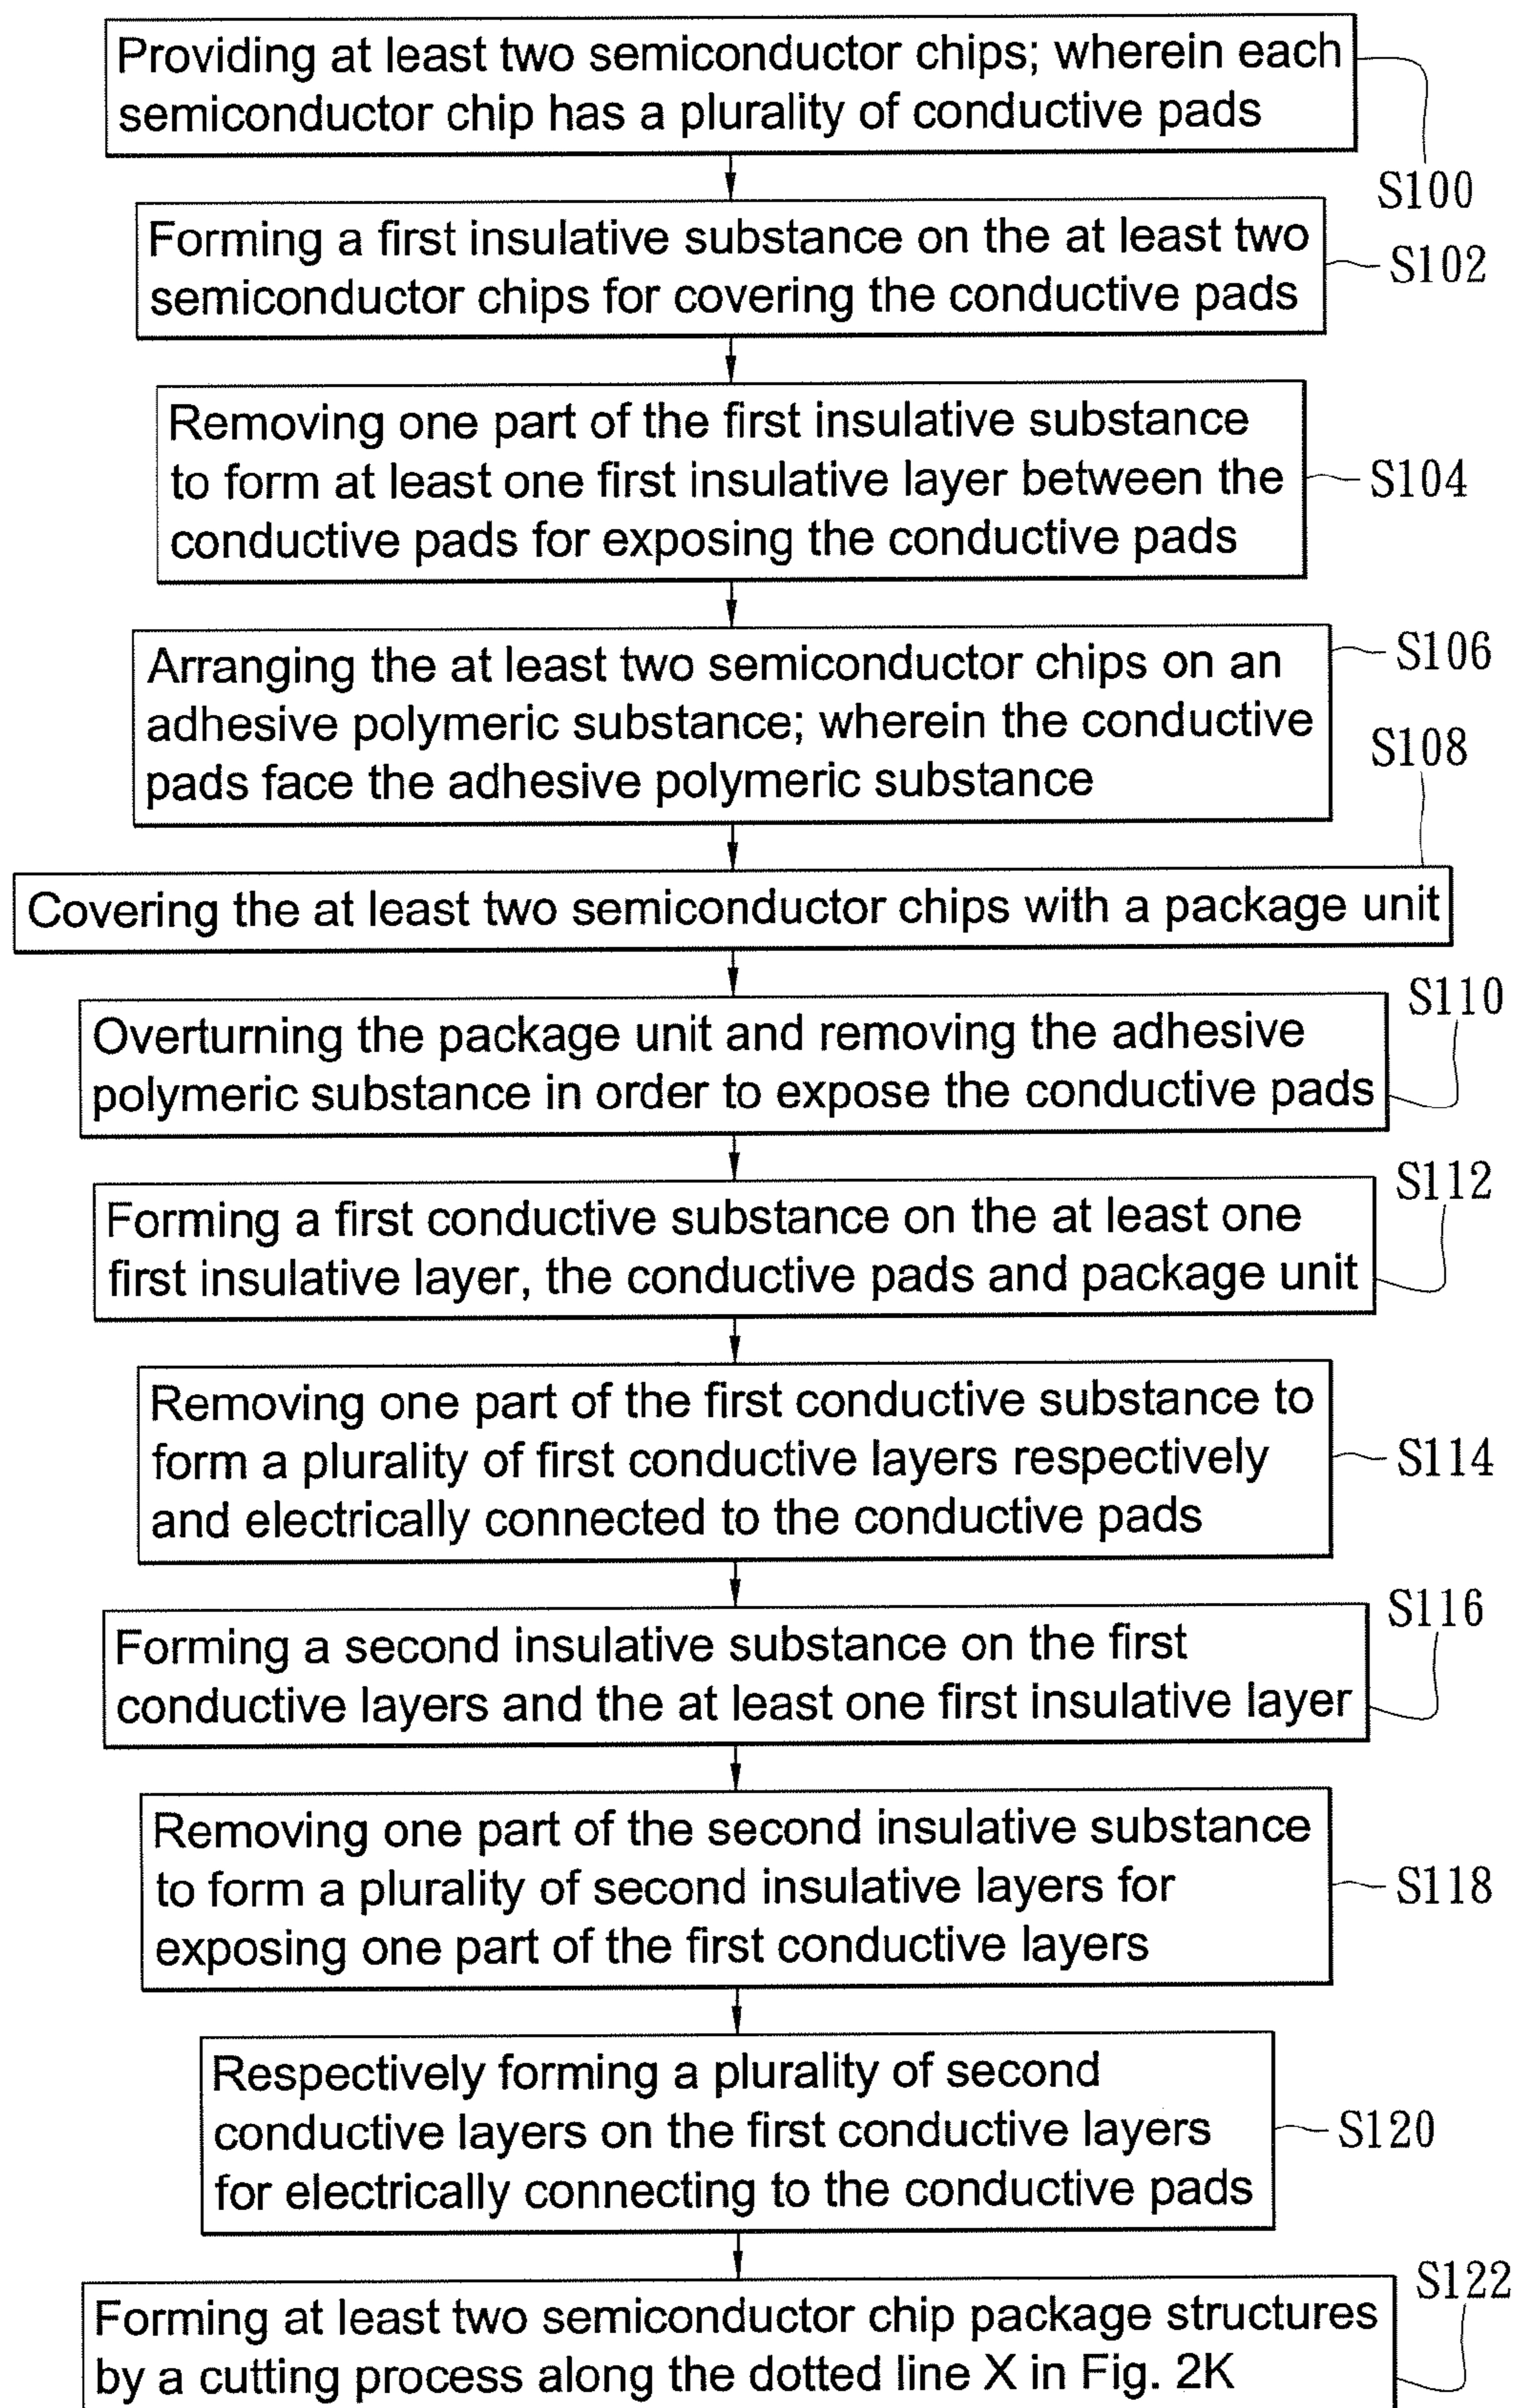 Providing at least two semiconductor chips; wherein each
semiconductor chip has a plurality of conductive pads
S100
Forming a first insulative substance on the at least two
semiconductor chips for covering the conductive pads
S102
Removing one part of the first insulative substance
to form at least one first insulative layer between the
conductive pads for exposing the conductive pads
S104
Arranging the at least two semiconductor chips on an
adhesive polymeric substance; wherein the conductive
pads face the adhesive polymeric substance
S106
S108
Covering the at least two semiconductor chips with a package unit
Overturning the package unit and removing the adhesive
polymeric substance in order to expose the conductive pads
S110
Forming a first conductive substance on the at least one
first insulative layer, the conductive pads and package unit
S112
Removing one part of the first conductive substance to
form a plurality of first conductive layers respectively
and electrically connected to the conductive pads
S114
Forming a second insulative substance on the first
conductive layers and the at least one first insulative layer
S116
Removing one part of the second insulative substance
to form a plurality of second insulative layers for
exposing one part of the first conductive layers
S118
Respectively forming a plurality of second
conductive layers on the first conductive layers
for electrically connecting to the conductive pads
S120
Forming at least two semiconductor chip package structures
by a cutting process along the dotted line X in Fig. 2K
S122